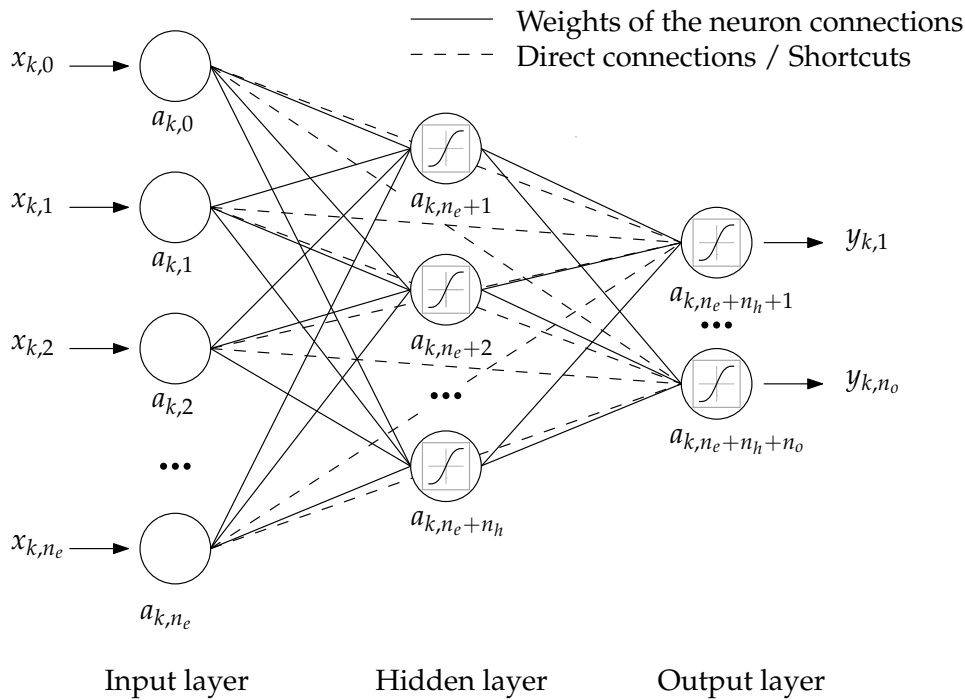 Weights of the neuron connections
Direct connections / Shortcuts
x_{k,0}
a_{k,0}
x_{k,1}
a_{k,1}
x_{k,2}
a_{k,2}
•••
x_{k,n_e}
a_{k,n_e}
a_{k,n_e+1}
a_{k,n_e+2}
•••
a_{k,n_e+n_h}
y_{k,1}
a_{k,n_e+n_h+1}
•••
y_{k,n_o}
a_{k,n_e+n_h+n_o}
Input layer
Hidden layer
Output layer